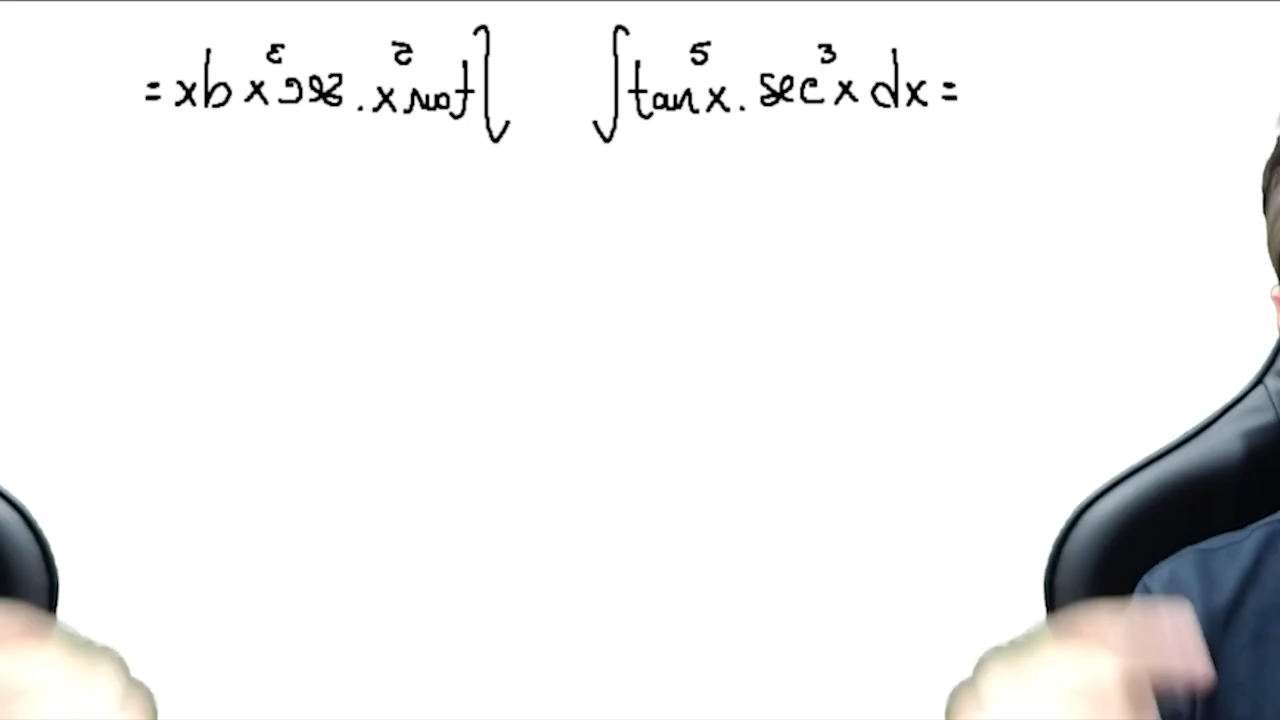 ∫tan⁵x . sec³x dx =